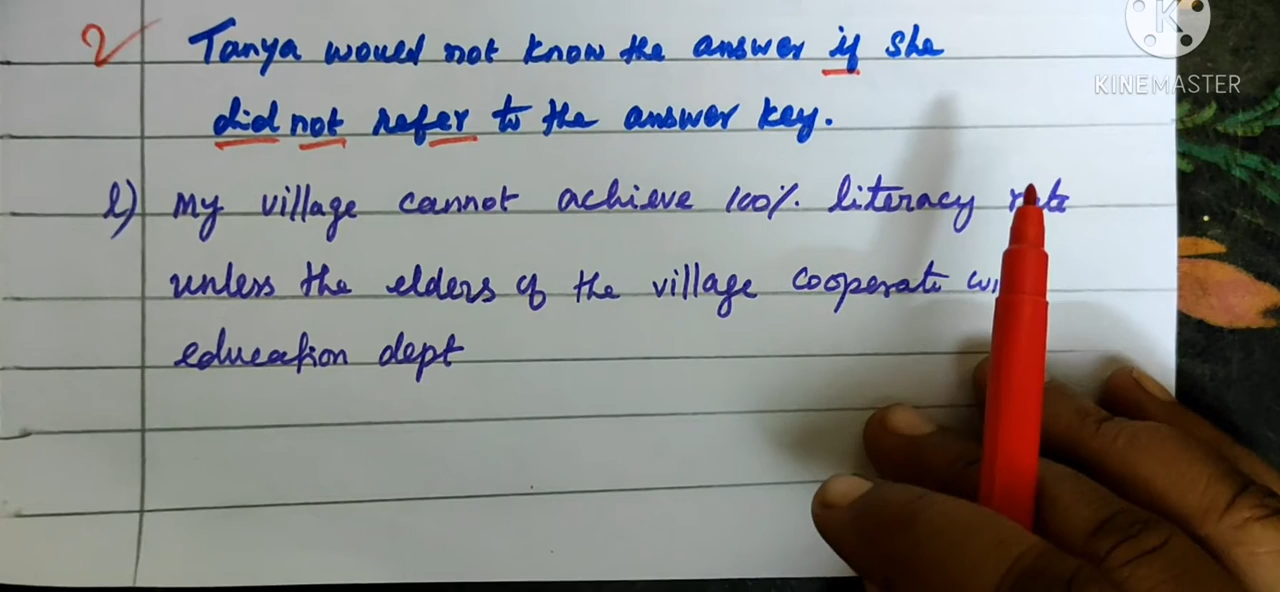 2 Tanya would not know the answer if she
did not refer to the answer key.
l) My village cannot achieve 100% literacy rate
unless the elders of the village cooperate
education dept
K
KINEMASTER